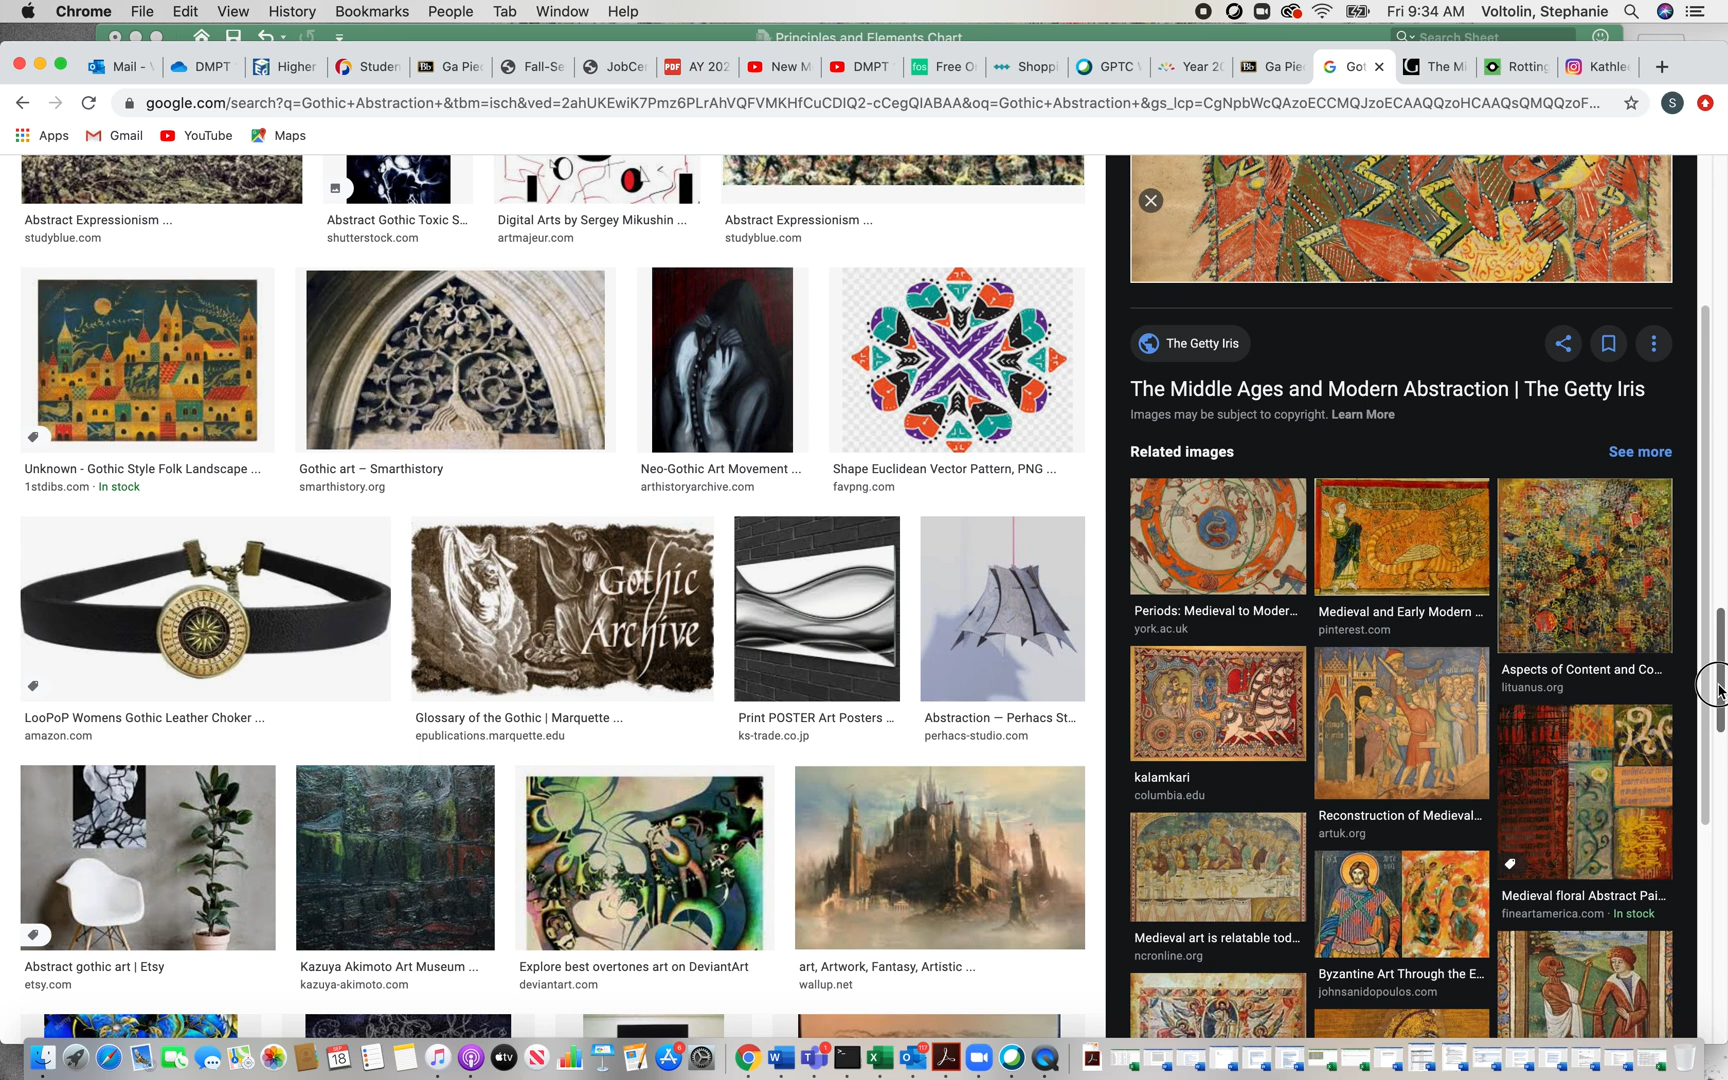 Chrome File Edit View History Bookmarks People Tab Window Help Fri 9:34 AM Voltolin, Stephanie
Principles and Elements Chart Search Sheet
Mail - DMPT Higher Studen Ga Pie Fall-Se JobCer AY 202 New M DMPT Free O Shoppi GPTC Year 20 Ga Pie Got The Mi Rotting Kathle
google.com/search?q=Gothic+Abstraction+&tbm=isch&ved=2ahUKEwiK7Pmz6PLrAhVQFVMKHfCuCDIQ2-cCegQIABAA&oq=Gothic+Abstraction+&gs_lcp=CgNpbWcQAzoECCMQJzoECAAQQzoHCAAQsQMQQzoF...
Apps Gmail YouTube Maps
Abstract Expressionism ...
studyblue.com
Abstract Gothic Toxic S...
shutterstock.com
Digital Arts by Sergey Mikushin ...
artmajeur.com
Abstract Expressionism ...
studyblue.com
Unknown - Gothic Style Folk Landscape ...
1stdibs.com · In stock
Gothic art – Smarthistory
smarthistory.org
Neo-Gothic Art Movement ...
arthistoryarchive.com
Shape Euclidean Vector Pattern, PNG ...
favpng.com
Gothic
Archive
LooPoP Womens Gothic Leather Choker ...
amazon.com
Glossary of the Gothic | Marquette ...
epublications.marquette.edu
Print POSTER Art Posters ...
ks-trade.co.jp
Abstraction — Perhacs St...
perhacs-studio.com
Abstract gothic art | Etsy
etsy.com
Kazuya Akimoto Art Museum ...
kazuya-akimoto.com
Explore best overtones art on DeviantArt
deviantart.com
art, Artwork, Fantasy, Artistic ...
wallup.net
The Getty Iris
The Middle Ages and Modern Abstraction | The Getty Iris
Images may be subject to copyright. Learn More
Related images See more
Periods: Medieval to Moder...
york.ac.uk
Medieval and Early Modern ...
pinterest.com
Aspects of Content and Co...
lituanus.org
kalamkari
columbia.edu
Reconstruction of Medieval...
artuk.org
Medieval floral Abstract Pai...
fineartamerica.com · In stock
Medieval art is relatable tod...
ncronline.org
Byzantine Art Through the E...
johnsanidopoulos.com